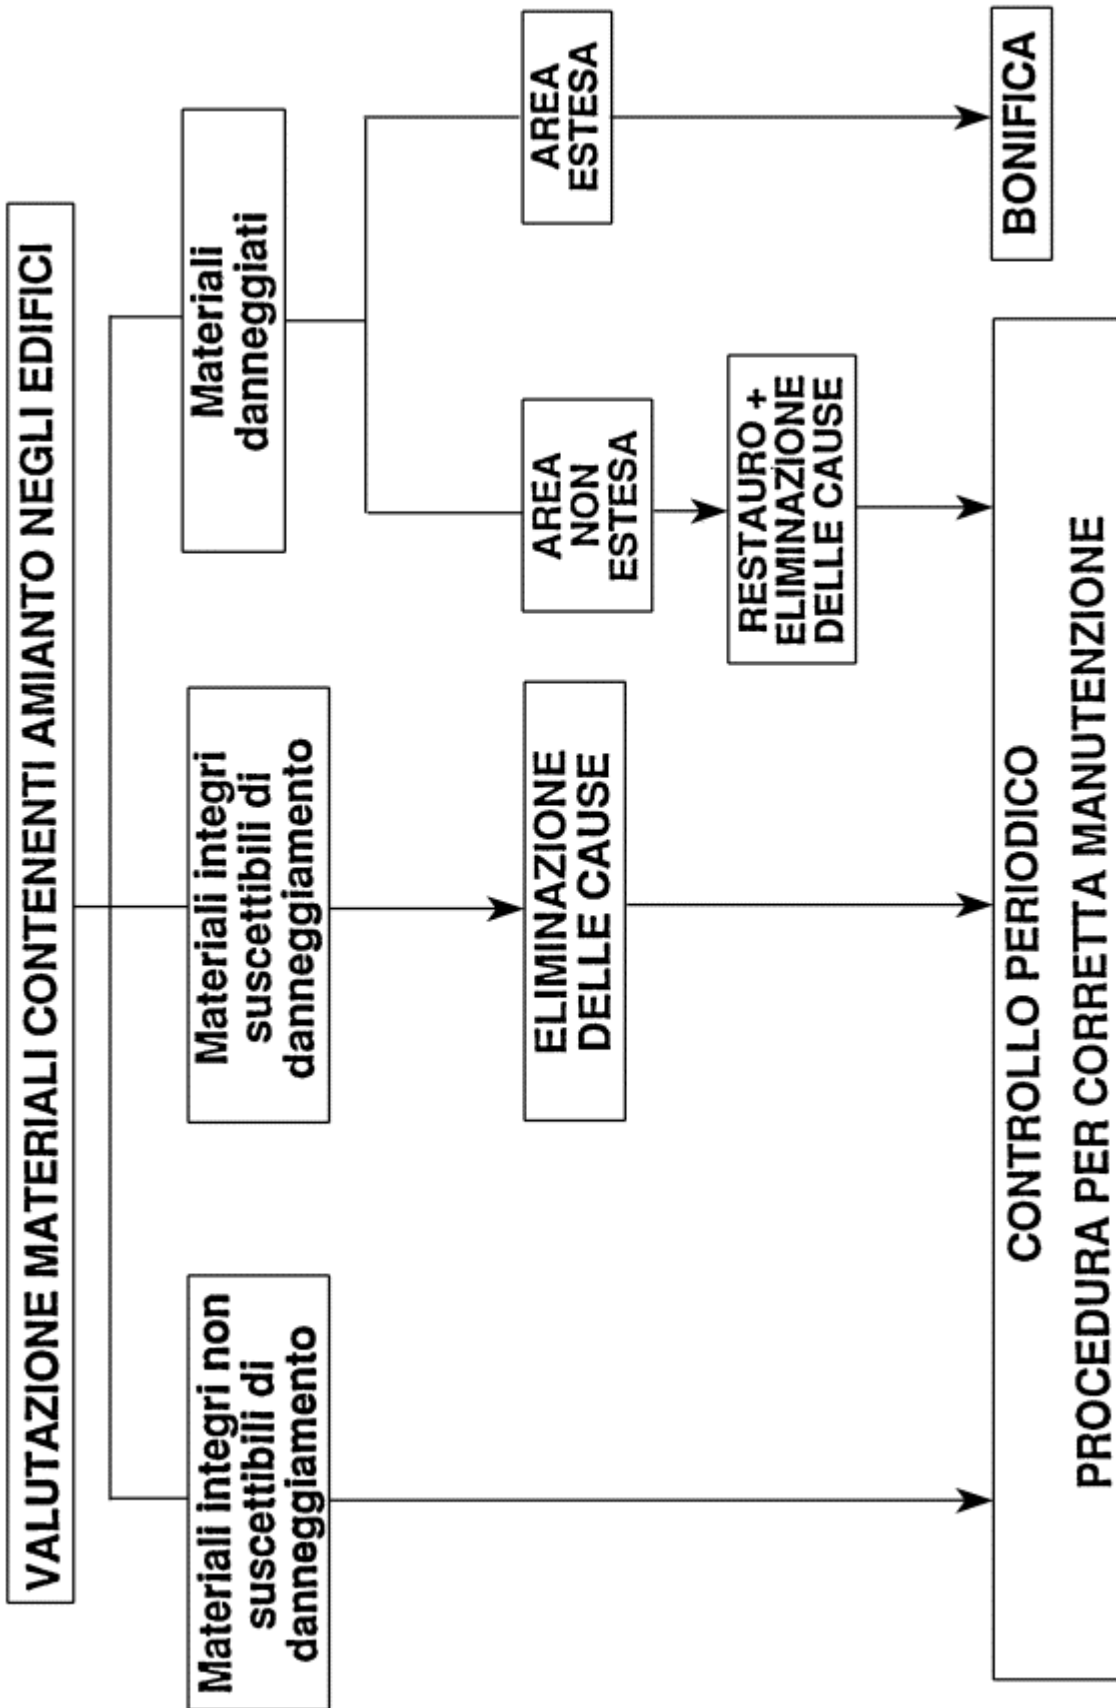 VALUTAZIONE MATERIALI CONTENENTI AMIANTO NEGLI EDIFICI
Materiali integri non
suscettibili di
danneggiamento
Materiali integri
suscettibili di
danneggiamento
Materiali
danneggiati
ELIMINAZIONE
DELLE CAUSE
AREA
NON
ESTESA
AREA
ESTESA
RESTAURO +
ELIMINAZIONE
DELLE CAUSE
CONTROLLO PERIODICO
PROCEDURA PER CORRETTA MANUTENZIONE
BONIFICA